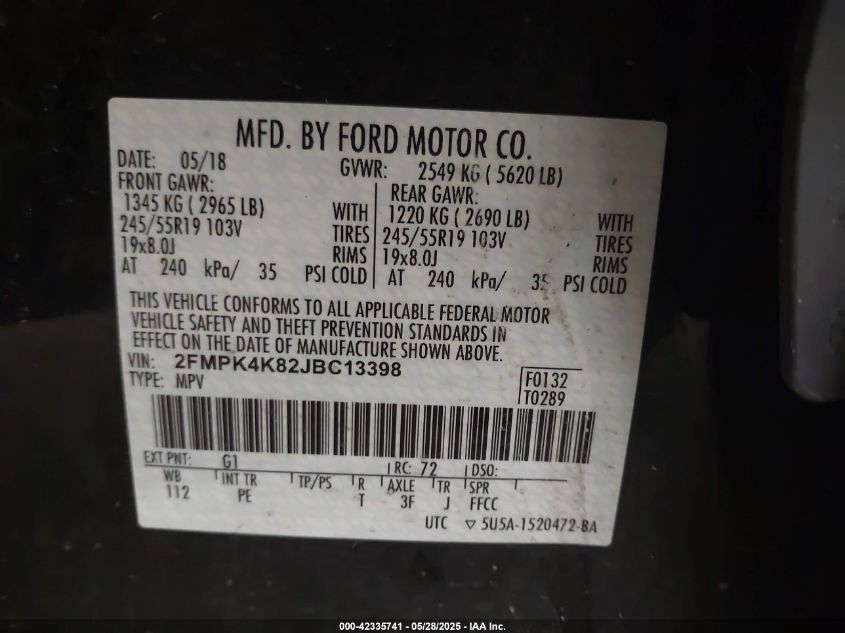 MFD. BY FORD MOTOR CO.
DATE: 05/18 GVWR: 2549 KG ( 5620 LB)
FRONT GAWR: REAR GAWR:
1345 KG ( 2965 LB) WITH 1220 KG ( 2690 LB) WITH
245/55R19 103V TIRES 245/55R19 103V TIRES
19x8.0J RIMS 19x8.0J RIMS
AT 240 kPa/ 35 PSI COLD AT 240 kPa/ 35 PSI COLD
THIS VEHICLE CONFORMS TO ALL APPLICABLE FEDERAL MOTOR
VEHICLE SAFETY AND THEFT PREVENTION STANDARDS IN
EFFECT ON THE DATE OF MANUFACTURE SHOWN ABOVE.
VIN: 2FMPK4K82JBC13398
TYPE: MPV
F0132
T0289
EXT PNT: G1 RC: 72 DSO:
WB INT TR TP/PS R AXLE TR SPR
112 PE T 3F J FFCC
UTC ▽ 5U5A-1520472-BA
000-42335741 — 05/28/2025 - IAA Inc.